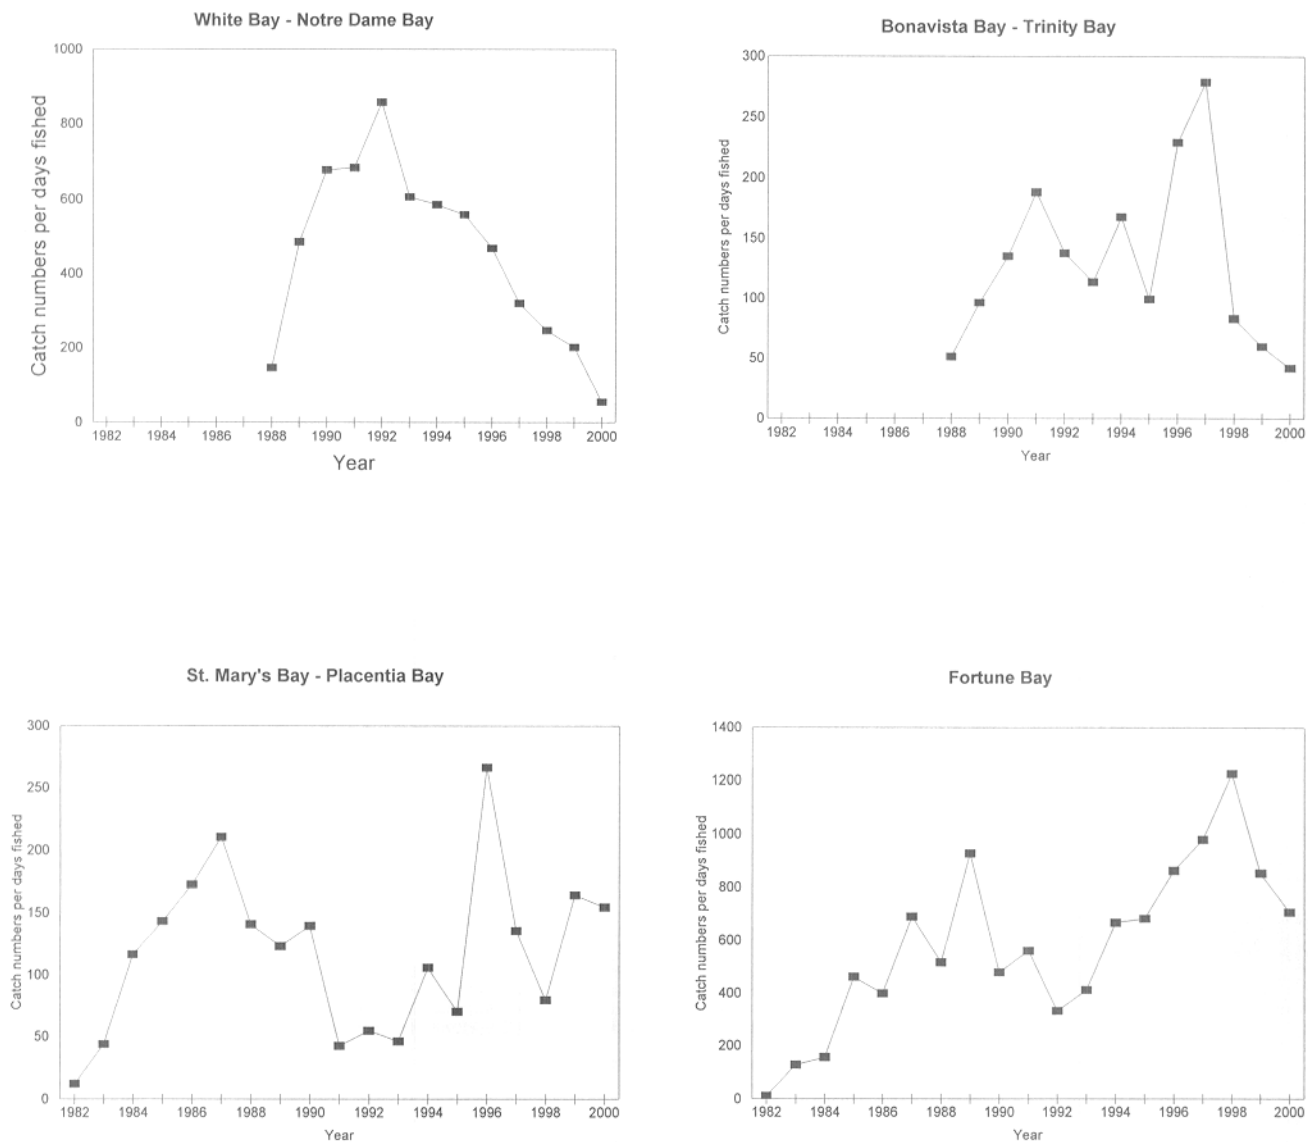 White Bay - Notre Dame Bay
1000
800
600
400
200
0
Catch numbers per days fished
1982 1984 1986 1988 1990 1992 1994 1996 1998 2000
Year
Bonavista Bay - Trinity Bay
300
250
200
150
100
50
0
Catch numbers per days fished
1982 1984 1986 1988 1990 1992 1994 1996 1998 2000
Year
St. Mary's Bay - Placentia Bay
300
250
200
150
100
50
0
Catch numbers per days fished
1982 1984 1986 1988 1990 1992 1994 1996 1998 2000
Year
Fortune Bay
1400
1200
1000
800
600
400
200
0
Catch numbers per days fished
1982 1984 1986 1988 1990 1992 1994 1996 1998 2000
Year